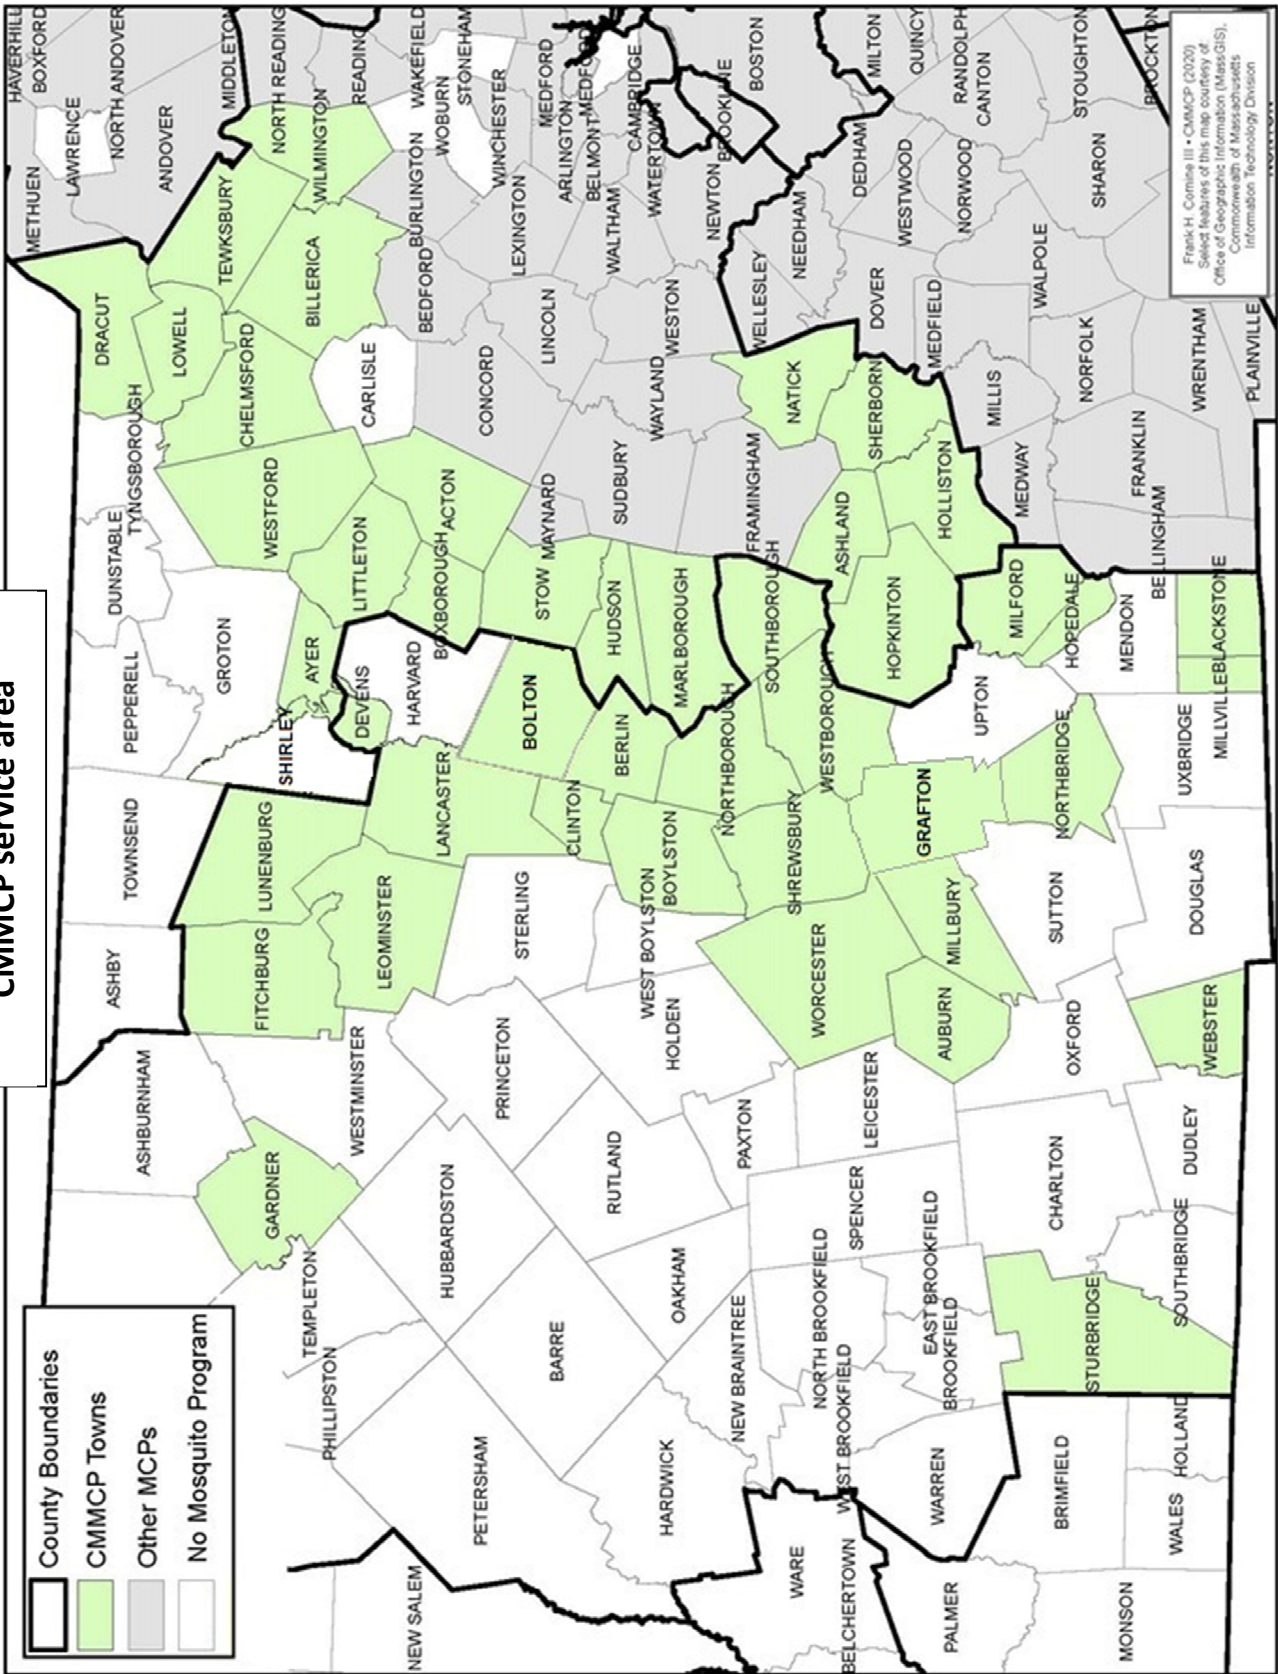 CMMCP service area
County Boundaries
CMMCP Towns
Other MCPs
No Mosquito Program
ASHBURNHAM
ASHBY
TOWNSEND
PEPPERELL
DUNSTABLE
TYNGSBOROUGH
DRACUT
METHUEN
LAWRENCE
HAVERHILL
BOXFORD
NORTH ANDOVER
ANDOVER
MIDDLETON
LOWELL
TEWKSBURY
NORTH READING
WILMINGTON
READING
WAKEFIELD
STONEHAM
WOBURN
WINCHESTER
MEDFORD
MEDFORD
ARLINGTON
BELMONT
CAMBRIDGE
WATERTOWN
BROOKLINE
BOSTON
MILTON
QUINCY
RANDOLPH
CANTON
STOUGHTON
BROCKTON
GARDNER
FITCHBURG
LUNENBURG
SHIRLEY
GROTON
AYER
WESTFORD
CHELMSFORD
BILLERICA
BURLINGTON
BEDFORD
LEXINGTON
TEMPLETON
PHILLIPSTON
WESTMINSTER
LEOMINSTER
LANCASTER
DEVENS
HARVARD
LITTLETON
BOXBOROUGH
ACTON
CARLISLE
CONCORD
LINCOLN
WALTHAM
NEWTON
NEW SALEM
PETERSHAM
HUBBARDSTON
PRINCETON
STERLING
CLINTON
BOLTON
BERLIN
STOW
MAYNARD
HUDSON
SUDBURY
WAYLAND
WESTON
BARRE
RUTLAND
HOLDEN
WEST BOYLSTON
BOYLSTON
NORTHBOROUGH
MARLBOROUGH
SOUTHBOROUGH
FRAMINGHAM
NATICK
WELLESLEY
NEEDHAM
DEDHAM
WESTWOOD
NORWOOD
SHARON
HARDWICK
OAKHAM
PAXTON
WORCESTER
SHREWSBURY
WESTBOROUGH
ASHLAND
SHERBORN
DOVER
MEDFIELD
WALPOLE
NEW BRAINTREE
WARE
BELCHERTOWN
WEST BROOKFIELD
NORTH BROOKFIELD
SPENCER
LEICESTER
AUBURN
MILLBURY
GRAFTON
HOPKINTON
HOLLISTON
MEDWAY
MILLIS
NORFOLK
PALMER
WARREN
BROOKFIELD
EAST BROOKFIELD
SUTTON
NORTHBRIDGE
UPTON
MILFORD
HOPEDALE
MENDON
BELLINGHAM
FRANKLIN
WRENTHAM
PLAINVILLE
MONSON
BRIMFIELD
STURBRIDGE
CHARLTON
OXFORD
WALES
HOLLAND
SOUTHBRIDGE
DUDLEY
WEBSTER
DOUGLAS
UXBRIDGE
MILLVILLE
BLACKSTONE
Frank H. Cornine III • CMMCP (2020)
Select features of this map courtesy of:
Office of Geographic Information (MassGIS),
Commonwealth of Massachusetts
Information Technology Division